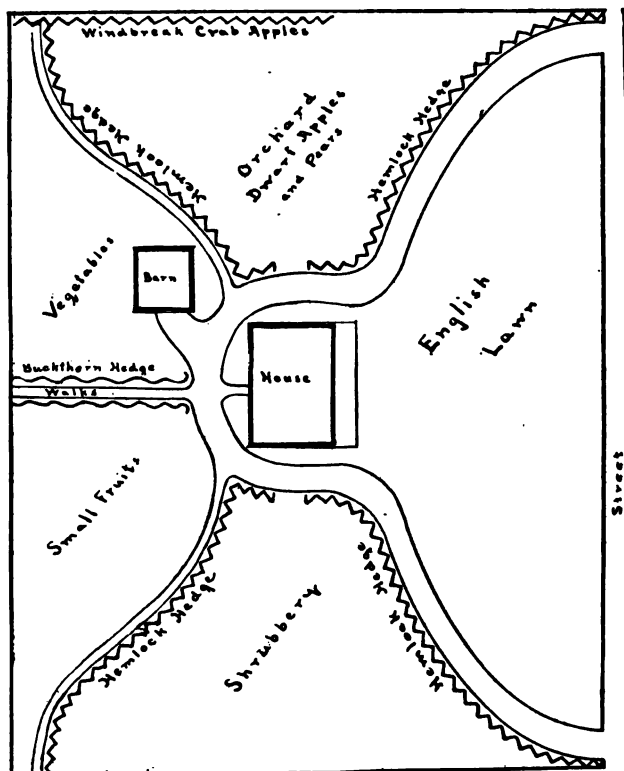 Windbreak Crab Apples
Hemlock Hedge
Orchard
Dwarf Apples
and Pears
Hemlock Hedge
Vegetables
Barn
English
Lawn
Buckthorn Hedge
Walks
House
Street
Small Fruits
Hemlock Hedge
Shrubbery
Hemlock Hedge